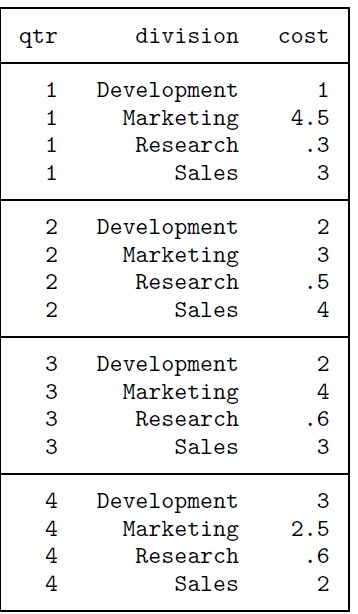 qtr division cost
1 Development 1
1 Marketing 4.5
1 Research .3
1 Sales 3
2 Development 2
2 Marketing 3
2 Research .5
2 Sales 4
3 Development 2
3 Marketing 4
3 Research .6
3 Sales 3
4 Development 3
4 Marketing 2.5
4 Research .6
4 Sales 2